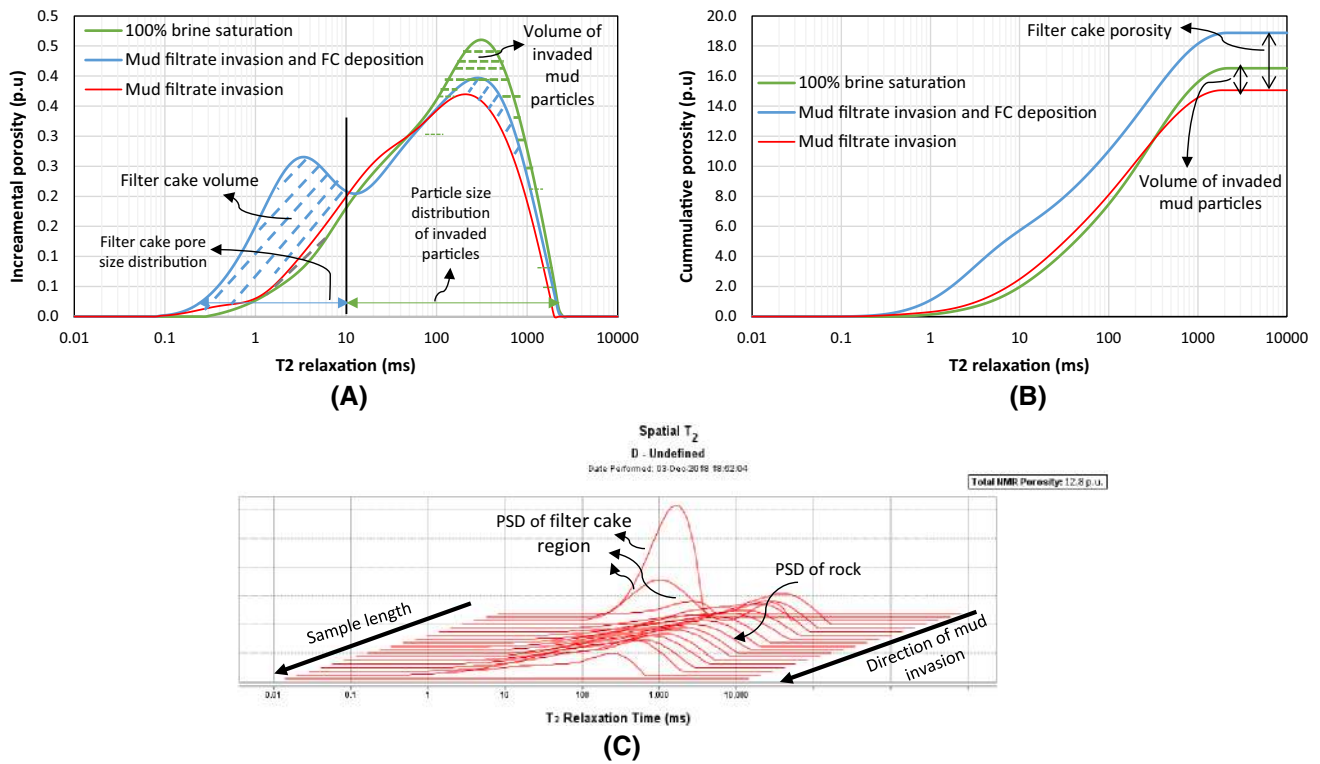 100% brine saturation
Mud filtrate invasion and FC deposition
Mud filtrate invasion
Volume of
invaded
mud
particles
Filter cake volume
Filter cake pore
size distribution
Particle size
distribution
of invaded
particles
Increamental porosity (p.u)
0.5
0.5
0.4
0.4
0.3
0.3
0.2
0.2
0.1
0.1
0.0
0.01 0.1 1 10 100 1000 10000
T2 relaxation (ms)
(A)
Filter cake porosity
100% brine saturation
Mud filtrate invasion and FC deposition
Mud filtrate invasion
Volume of invaded
mud particles
Cummulative porosity (p.u)
20.0
18.0
16.0
14.0
12.0
10.0
8.0
6.0
4.0
2.0
0.0
0.01 0.1 1 10 100 1000 10000
T2 relaxation (ms)
(B)
Spatial T2
D - Undefined
Date Performed: 03-Dec-2018 18:52:04
Total NMR Porosity: 12.8 p.u.
PSD of filter cake
region
PSD of rock
Sample length
Direction of mud
invasion
0.01 0.1 1 10 100 1,000 10,000
T2 Relaxation Time (ms)
(C)